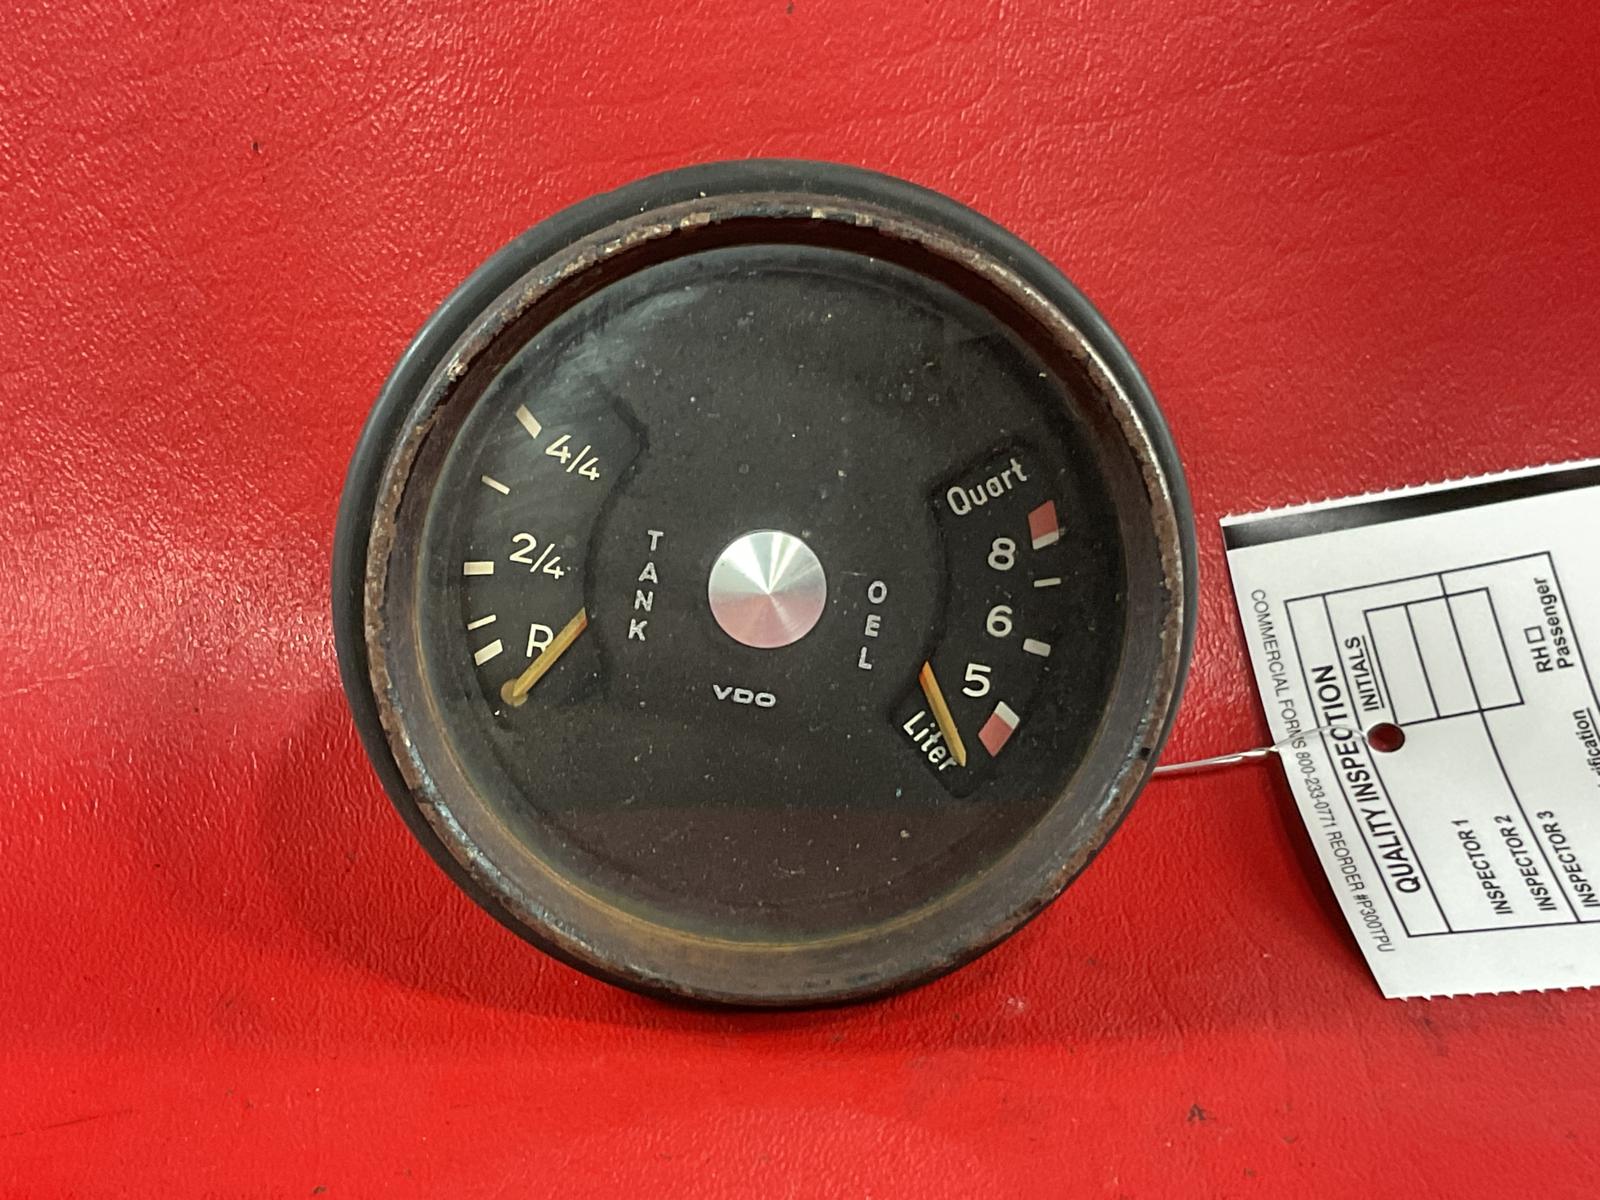 4/4
2/4
R
TANK
VDO
OEL
Quart
8
6
5
Liter
COMMERCIAL FORMS 800-233-0771 REORDER #P300TPU
QUALITY INSPECTION
INITIALS
INSPECTOR 1
INSPECTOR 2
INSPECTOR 3
RH
Passenger